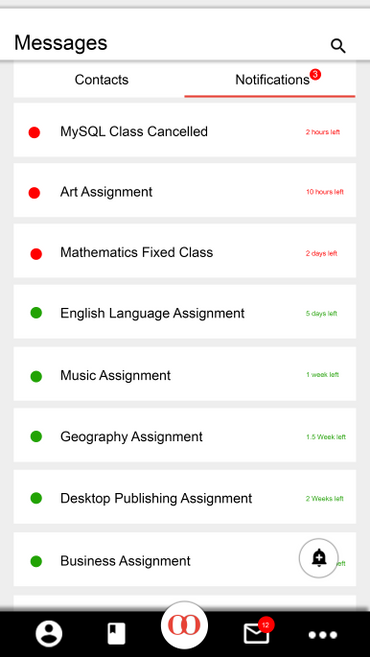 Messages
Contacts
Notifications 3
MySQL Class Cancelled
2 hours left
Art Assignment
10 hours left
Mathematics Fixed Class
2 days left
English Language Assignment
5 days left
Music Assignment
1 week left
Geography Assignment
1.5 Week left
Desktop Publishing Assignment
2 Weeks left
Business Assignment
12